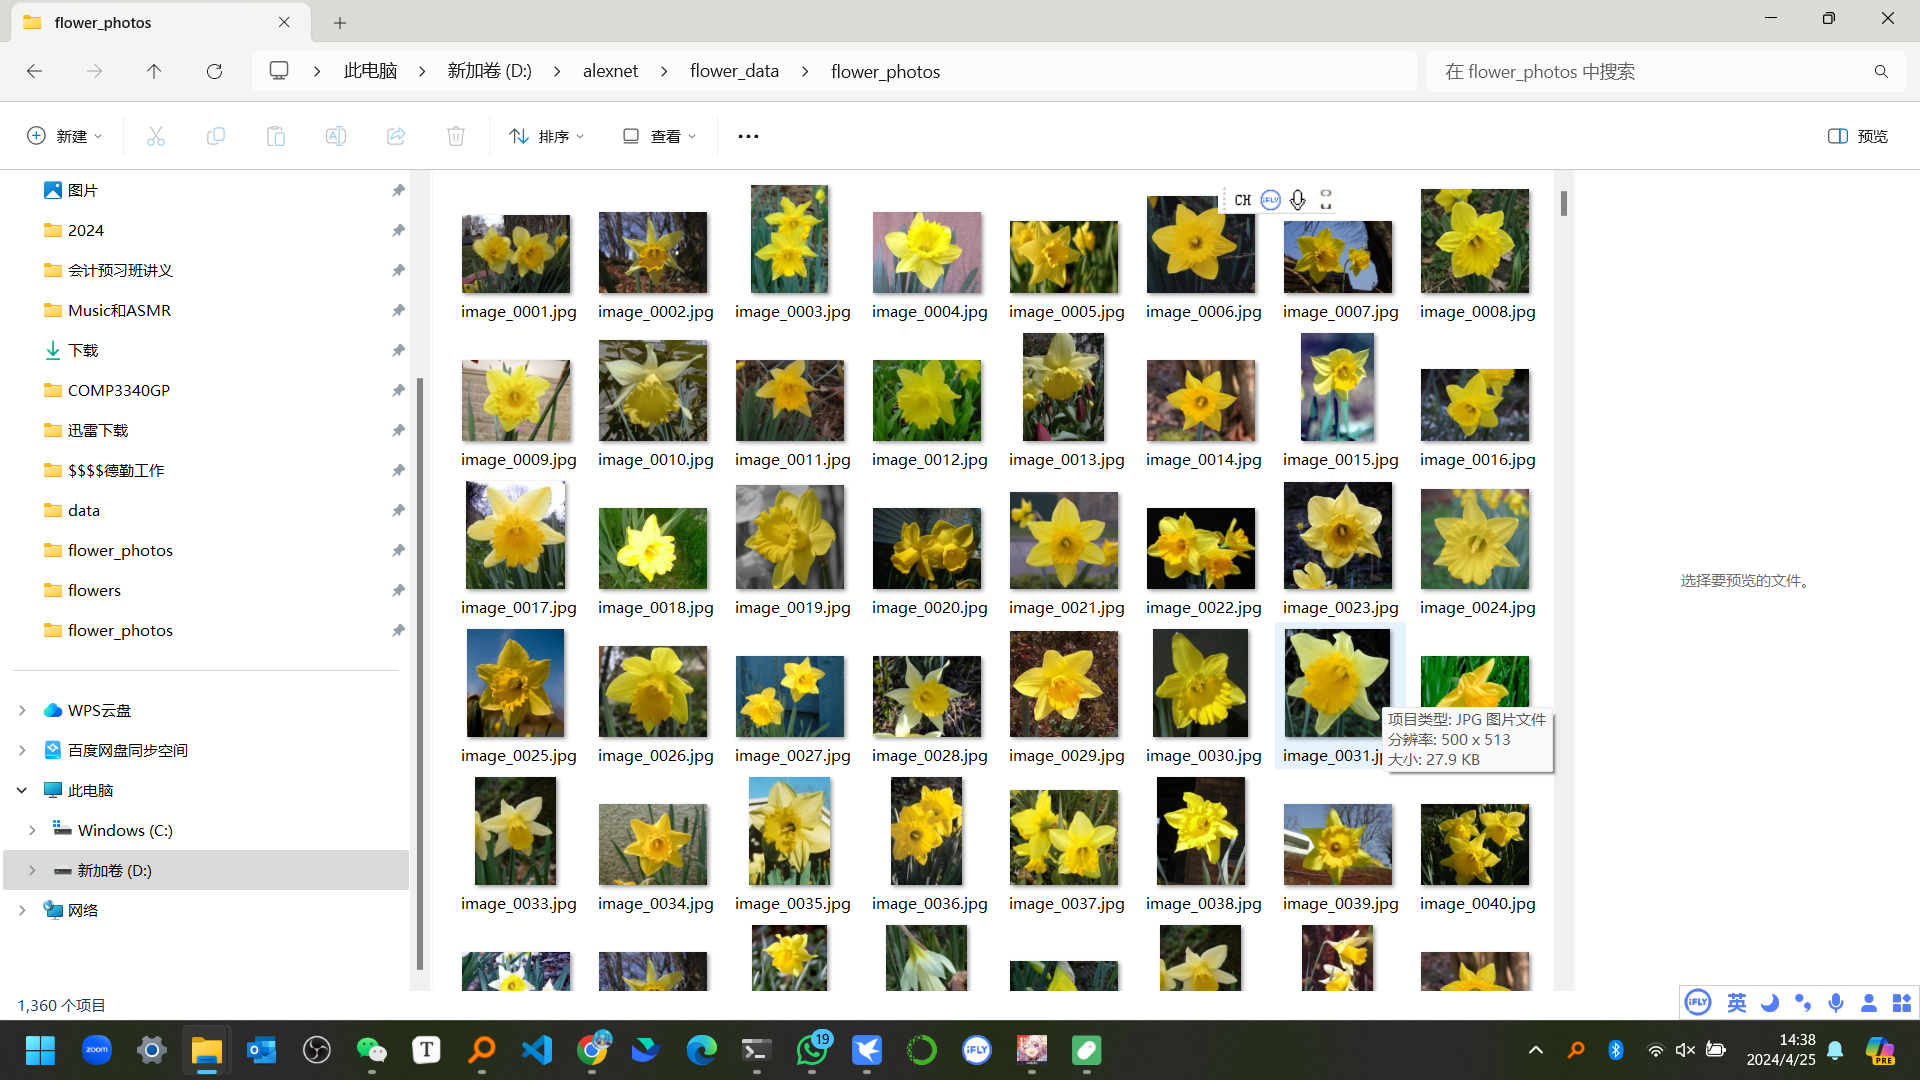 flower_photos
此电脑 新加卷 (D:) alexnet flower_data flower_photos
在 flower_photos 中搜索
新建 排序 查看 ••• 预览
图片
2024
会计预习班讲义
Music和ASMR
下载
COMP3340GP
迅雷下载
$$$$德勤工作
data
flower_photos
flowers
flower_photos
WPS云盘
百度网盘同步空间
此电脑
Windows (C:)
新加卷 (D:)
网络
CH iFLY
image_0001.jpg image_0002.jpg image_0003.jpg image_0004.jpg image_0005.jpg image_0006.jpg image_0007.jpg image_0008.jpg
image_0009.jpg image_0010.jpg image_0011.jpg image_0012.jpg image_0013.jpg image_0014.jpg image_0015.jpg image_0016.jpg
image_0017.jpg image_0018.jpg image_0019.jpg image_0020.jpg image_0021.jpg image_0022.jpg image_0023.jpg image_0024.jpg
image_0025.jpg image_0026.jpg image_0027.jpg image_0028.jpg image_0029.jpg image_0030.jpg image_0031.jp
项目类型: JPG 图片文件
分辨率: 500 x 513
大小: 27.9 KB
image_0033.jpg image_0034.jpg image_0035.jpg image_0036.jpg image_0037.jpg image_0038.jpg image_0039.jpg image_0040.jpg
选择要预览的文件。
1,360 个项目
iFLY 英
zoom T 19 iFLY
14:38
2024/4/25
PRE